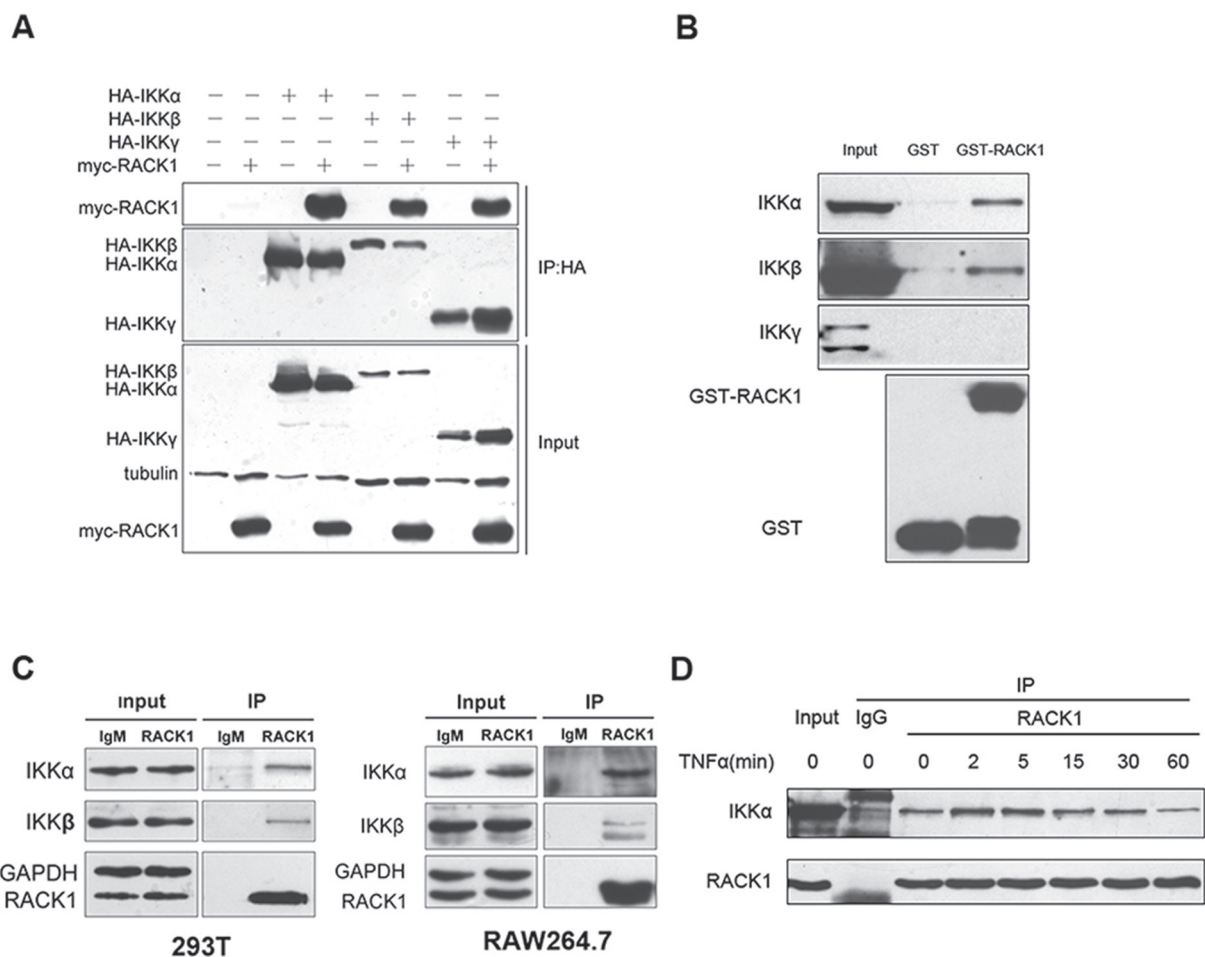 A
HA-IKKα − − + + − − − −
HA-IKKβ − − − − + + − −
HA-IKKγ − − − − − − + +
myc-RACK1 − + − + − + − +
myc-RACK1
HA-IKKβ
HA-IKKα
HA-IKKγ
IP:HA
HA-IKKβ
HA-IKKα
HA-IKKγ
tubulin
myc-RACK1
Input
B
Input GST GST-RACK1
IKKα
IKKβ
IKKγ
GST-RACK1
GST
C
Input IP
IgM RACK1 IgM RACK1
IKKα
IKKβ
GAPDH
RACK1
293T
Input IP
IgM RACK1 IgM RACK1
IKKα
IKKβ
GAPDH
RACK1
RAW264.7
D
IP
Input IgG RACK1
TNFα(min) 0 0 0 2 5 15 30 60
IKKα
RACK1